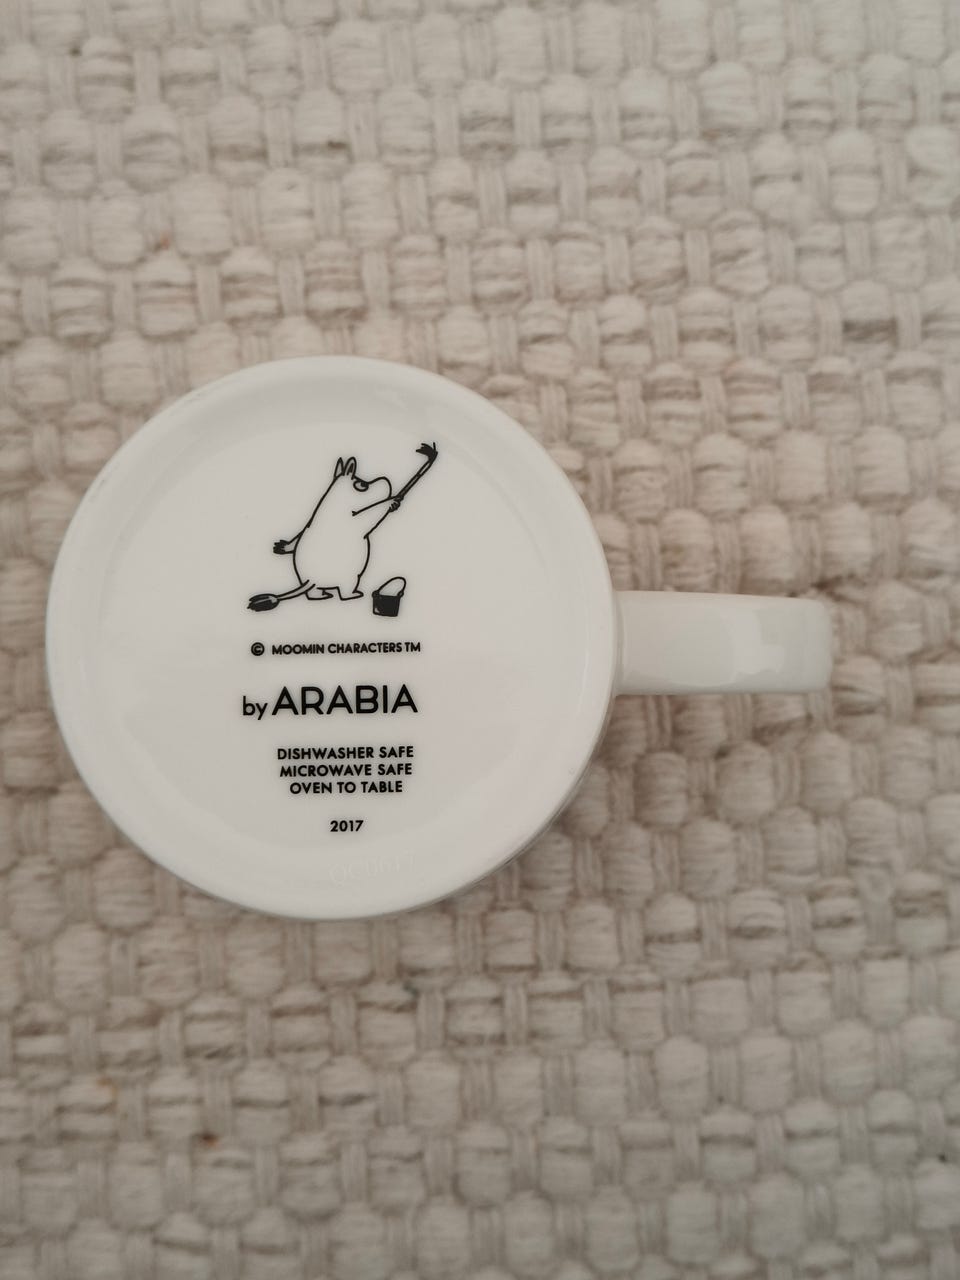 © MOOMIN CHARACTERS TM
by ARABIA
DISHWASHER SAFE
MICROWAVE SAFE
OVEN TO TABLE
2017